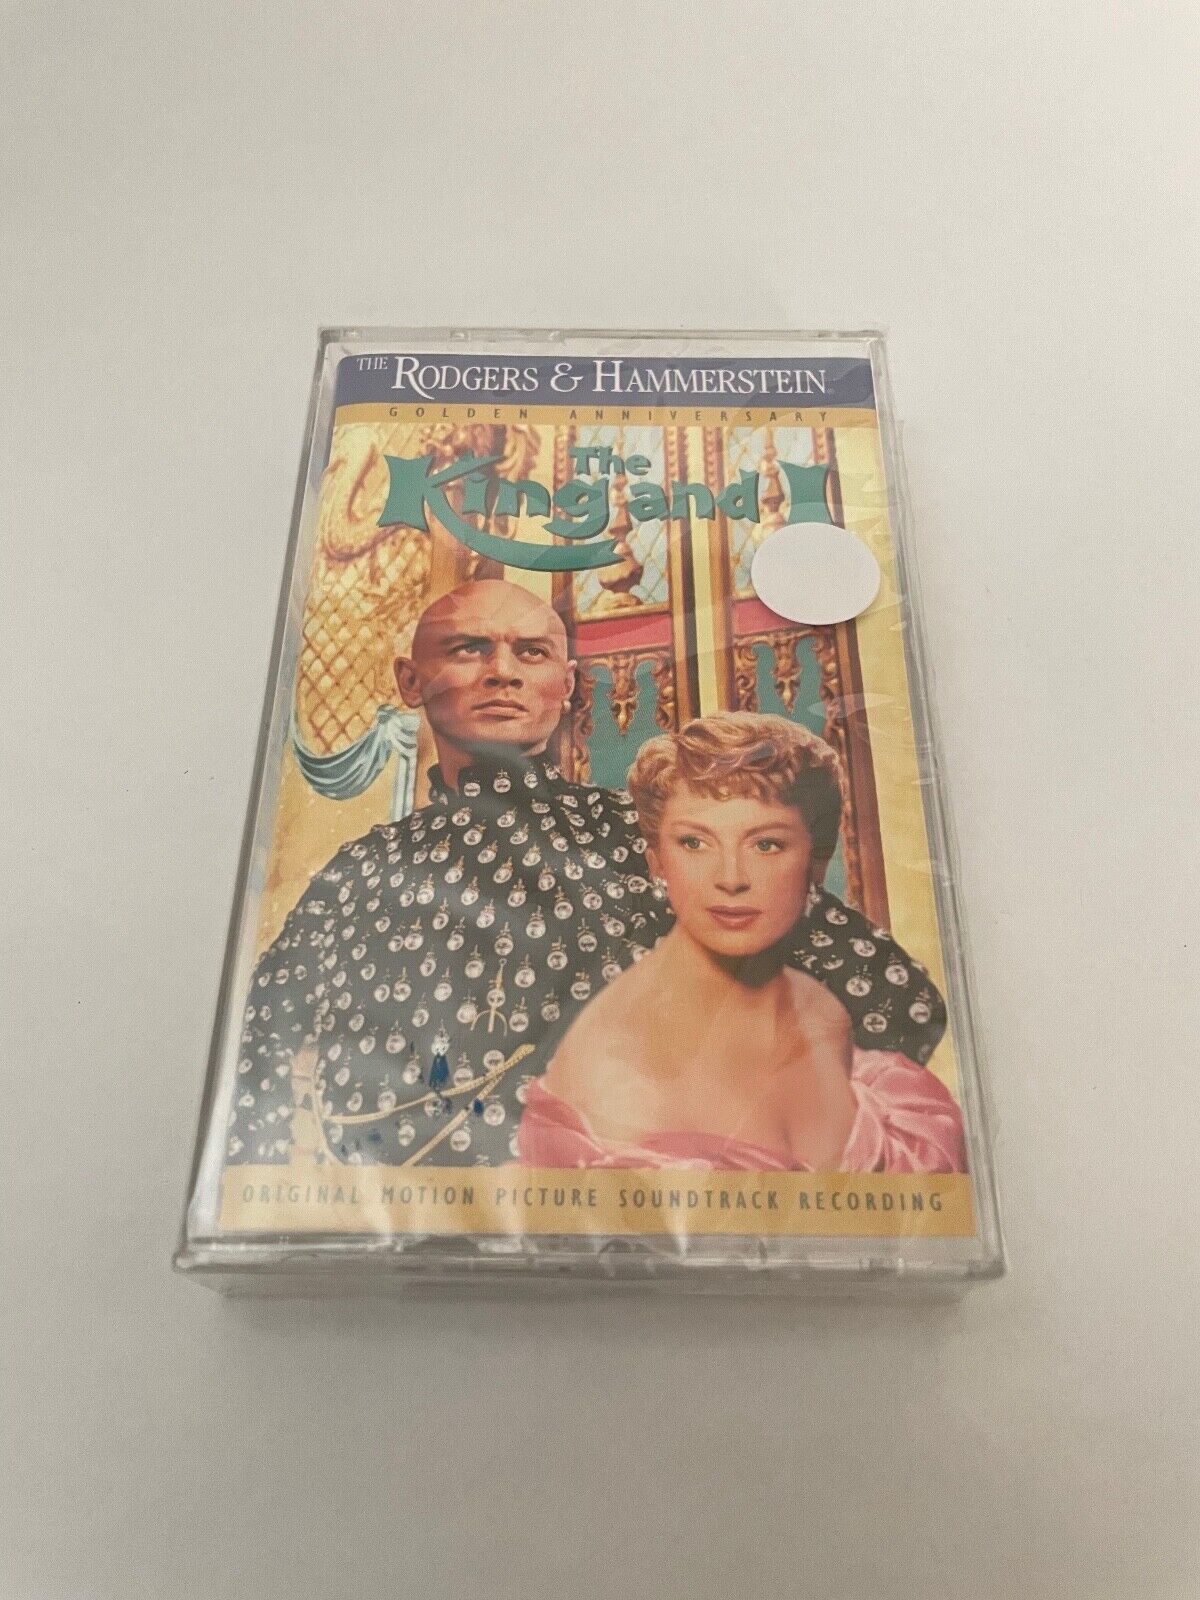 THE RODGERS & HAMMERSTEIN®
GOLDEN ANNIVERSARY
The
King and I
ORIGINAL MOTION PICTURE SOUNDTRACK RECORDING